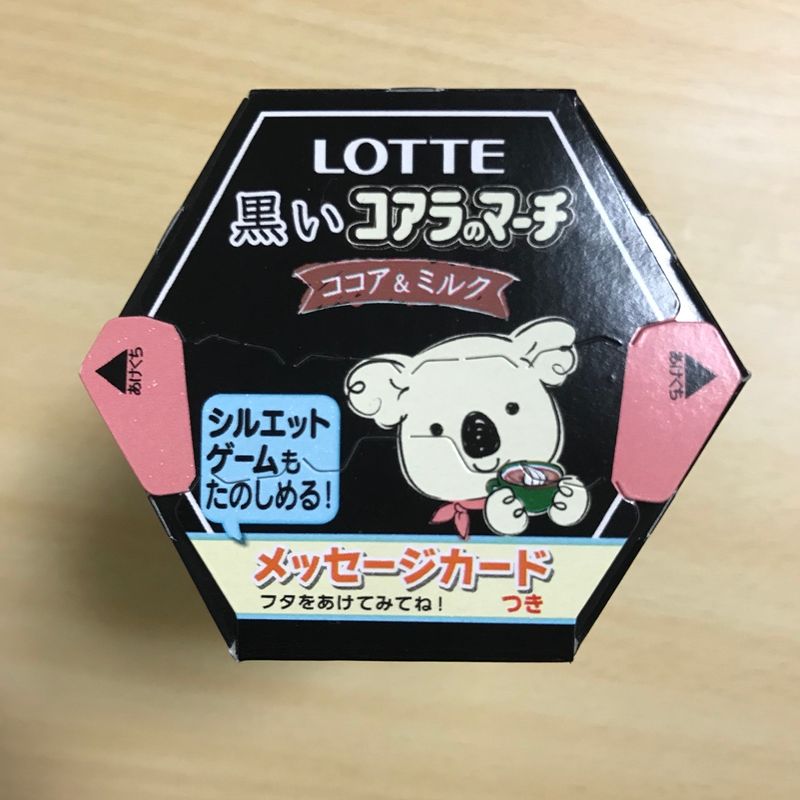 LOTTE
黒いコアラのマーチ
ココア&ミルク
あけくち
あけくち
シルエット
ゲームも
たのしめる!
メッセージカード
フタをあけてみてね! つき